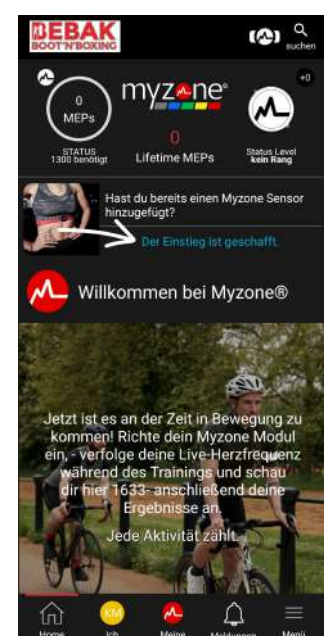 BEBAK
BOOT'N'BOXING
suchen
+0
0
MEPs
myzone®
0
STATUS
1300 benötigt
Lifetime MEPs
Status Level
kein Rang
Hast du bereits einen Myzone Sensor
hinzugefügt?
Der Einstieg ist geschafft.
Willkommen bei Myzone®
Jetzt ist es an der Zeit in Bewegung zu
kommen! Richte dein Myzone Modul
ein, - verfolge deine Live-Herzfrequenz
während des Trainings und schau
dir hier 1633- anschließend deine
Ergebnisse an.
Jede Aktivität zählt.
KM
Home Ich Meine Meldungen Menü